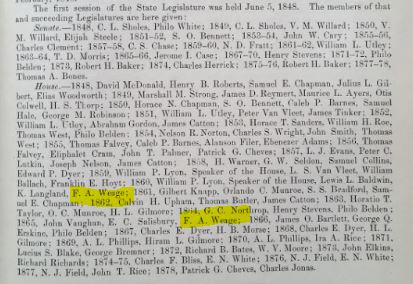 The first session of the State Legislature was held June 5, 1848. The members of that
and succeeding Legislatures are here given:
Senate.—1848, C. L. Sholes, Philo White; 1849, C. L. Sholes, V. M. Willard; 1850, V.
M. Willard, Elijah Steele; 1851–52, S. O. Bennett; 1853–54, John W. Cary; 1855–56,
Charles Clement; 1857–58, C. S. Chase; 1859–60, N. D. Fratt; 1861–62, William L. Utley;
1863–64, T. D. Morris; 1865–66, Jerome I. Case; 1867–70, Henry Stevens; 1871–72, Philo
Belden; 1873, Robert H. Baker; 1874, Charles Herrick; 1875–76, Robert H. Baker; 1877–78,
Thomas A. Bones.
House.—1848, David McDonald, Henry B. Roberts, Samuel E. Chapman, Julius L. Gil-
bert, Elias Woodworth; 1849, Marshall M. Strong, James D. Reymert, Maurice L. Ayers, Otis
Colwell, H. S. Thorp; 1850, Horace N. Chapman, S. O. Bennett, Caleb P. Barnes, Samuel
Hale, George M. Robinson; 1851, William L. Utley, Peter Van Vleet, James Tinker; 1852,
William L. Utley, Abraham Gordon, James Catton; 1853, Horace T. Sanders, William H. Roe,
Thomas West, Philo Belden; 1854, Nelson R. Norton, Charles S. Wright, John Smith, Thomas
West; 1855, Thomas Falvey, Caleb P. Barnes, Alanson Filer, Ebenezer Adams; 1856, Thomas
Falvey, Eliphalet Cram, John T. Palmer, Patrick G. Cheves; 1857, L. J. Evans, Peter C.
Lutkin, Joseph Nelson, James Catton; 1858, H. Warner, G. W. Selden, Samuel Collins,
Edward P. Dyer; 1859, William P. Lyon, Speaker of the House, L. S. Van Vleet, William
Ballach, Franklin E. Hoyt; 1860, William P. Lyon, Speaker of the House, Lewis L. Baldwin,
K. Langland, F. A. Weage; 1861, Gilbert Knapp, Orlando C. Munroe, S. S. Bradford, Sam-
uel E. Chapman; 1862, Calvin H. Upham, Thomas Butler, James Catton; 1863, Horatio T.
Taylor, O. C. Munroe, H. L. Gilmore; 1864, G. C. Northrop, Henry Stevens, Philo Belden;
1865, John Vaughan, E. C. Salisbury, F. A. Weage; 1866, James O. Bartlett, George Q.
Erskine, Philo Belden; 1867, Charles E. Dyer, H. B. Morse; 1868, Charles E. Dyer, H. L.
Gilmore; 1869, A. L. Phillips, Hiram L. Gilmore; 1870, A. L. Phillips, Ira A. Rice; 1871,
Lucius S. Blake, George Bremner; 1872, Richard B. Bates, W. V. Moore; 1873, John Elkins,
Richard Richards; 1874–75, Charles F. Bliss, E. N. White; 1876, N. J. Field, E. N. White;
1877, N. J. Field, John T. Rice; 1878, Patrick G. Cheves, Charles Jonas.